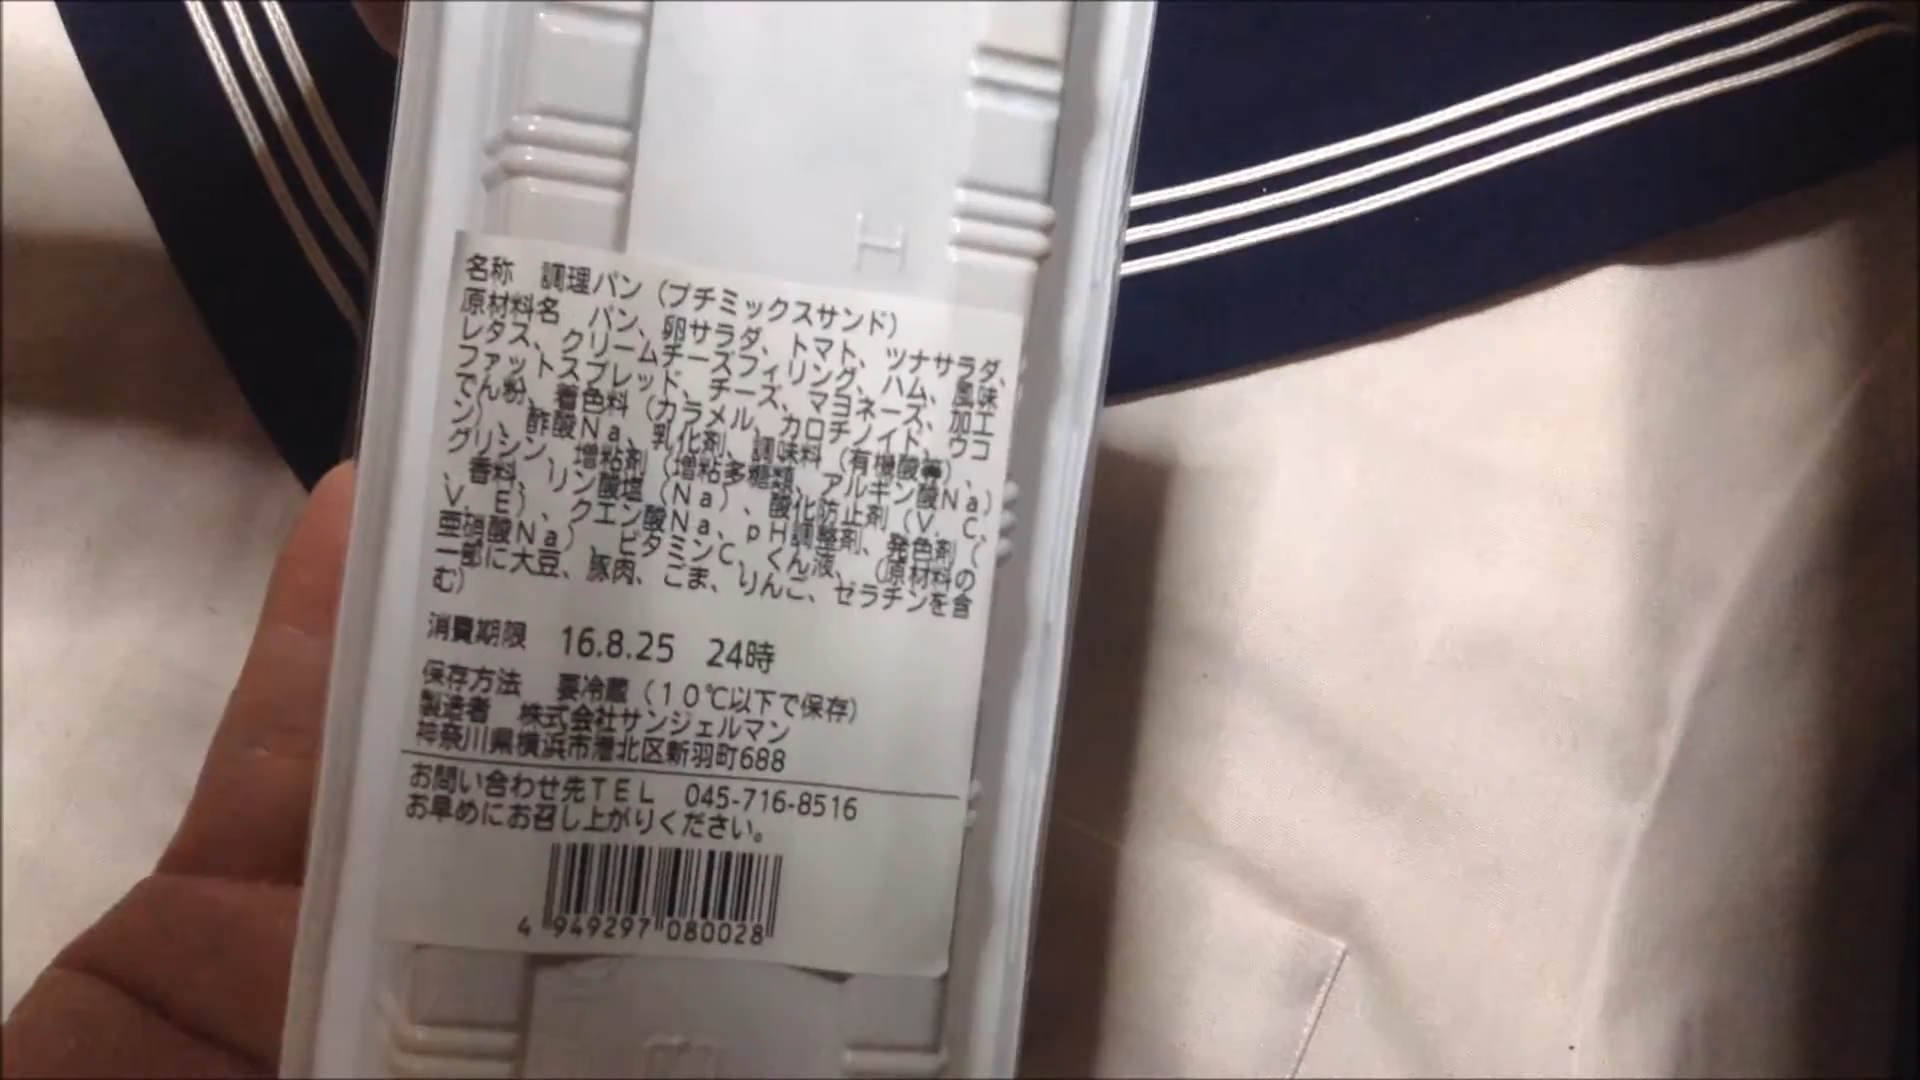 名称　調理パン（プチミックスサンド）
原材料名　パン、卵サラダ、トマト、ツナサラダ、
レタス、クリームチーズフィリング、ハム、風味
ファットスプレッド、チーズ、マヨネーズ、加工
でん粉、着色料（カラメル、カロチノイド、ウコ
ン）、酢酸Ｎａ、乳化剤、調味料（有機酸等）、
グリシン、増粘剤（増粘多糖類、アルギン酸Ｎａ）
、香料、リン酸塩（Ｎａ）、酸化防止剤（Ｖ．Ｃ、
Ｖ．Ｅ）、クエン酸Ｎａ、ｐＨ調整剤、発色剤（
亜硝酸Ｎａ）、ビタミンＣ、くん液、（原材料の
一部に大豆、豚肉、ごま、りんご、ゼラチンを含
む）
消費期限　16.8.25　24時
保存方法　要冷蔵（１０℃以下で保存）
製造者　株式会社サンジェルマン
神奈川県横浜市港北区新羽町688
お問い合わせ先ＴＥＬ　045-716-8516
お早めにお召し上がりください。
4 949297 080028
H